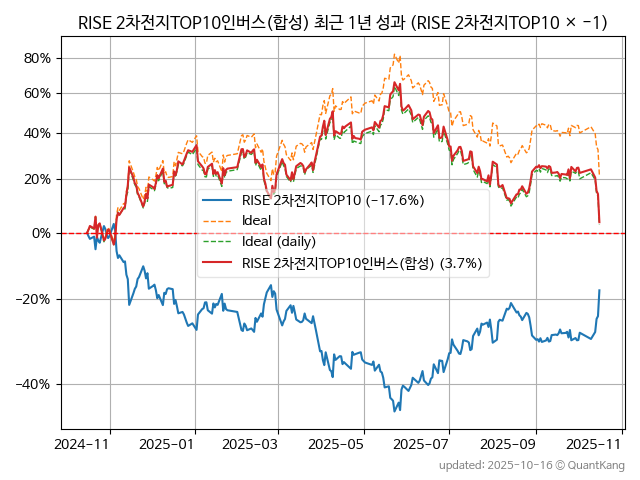 RISE 2차전지TOP10인버스(합성) 최근 1년 성과 (RISE 2차전지TOP10 × −1)
80%
60%
40%
20%
0%
−20%
−40%
RISE 2차전지TOP10 (−17.6%)
Ideal
Ideal (daily)
RISE 2차전지TOP10인버스(합성) (3.7%)
2024-11
2025-01
2025-03
2025-05
2025-07
2025-09
2025-11
updated: 2025-10-16 © QuantKang